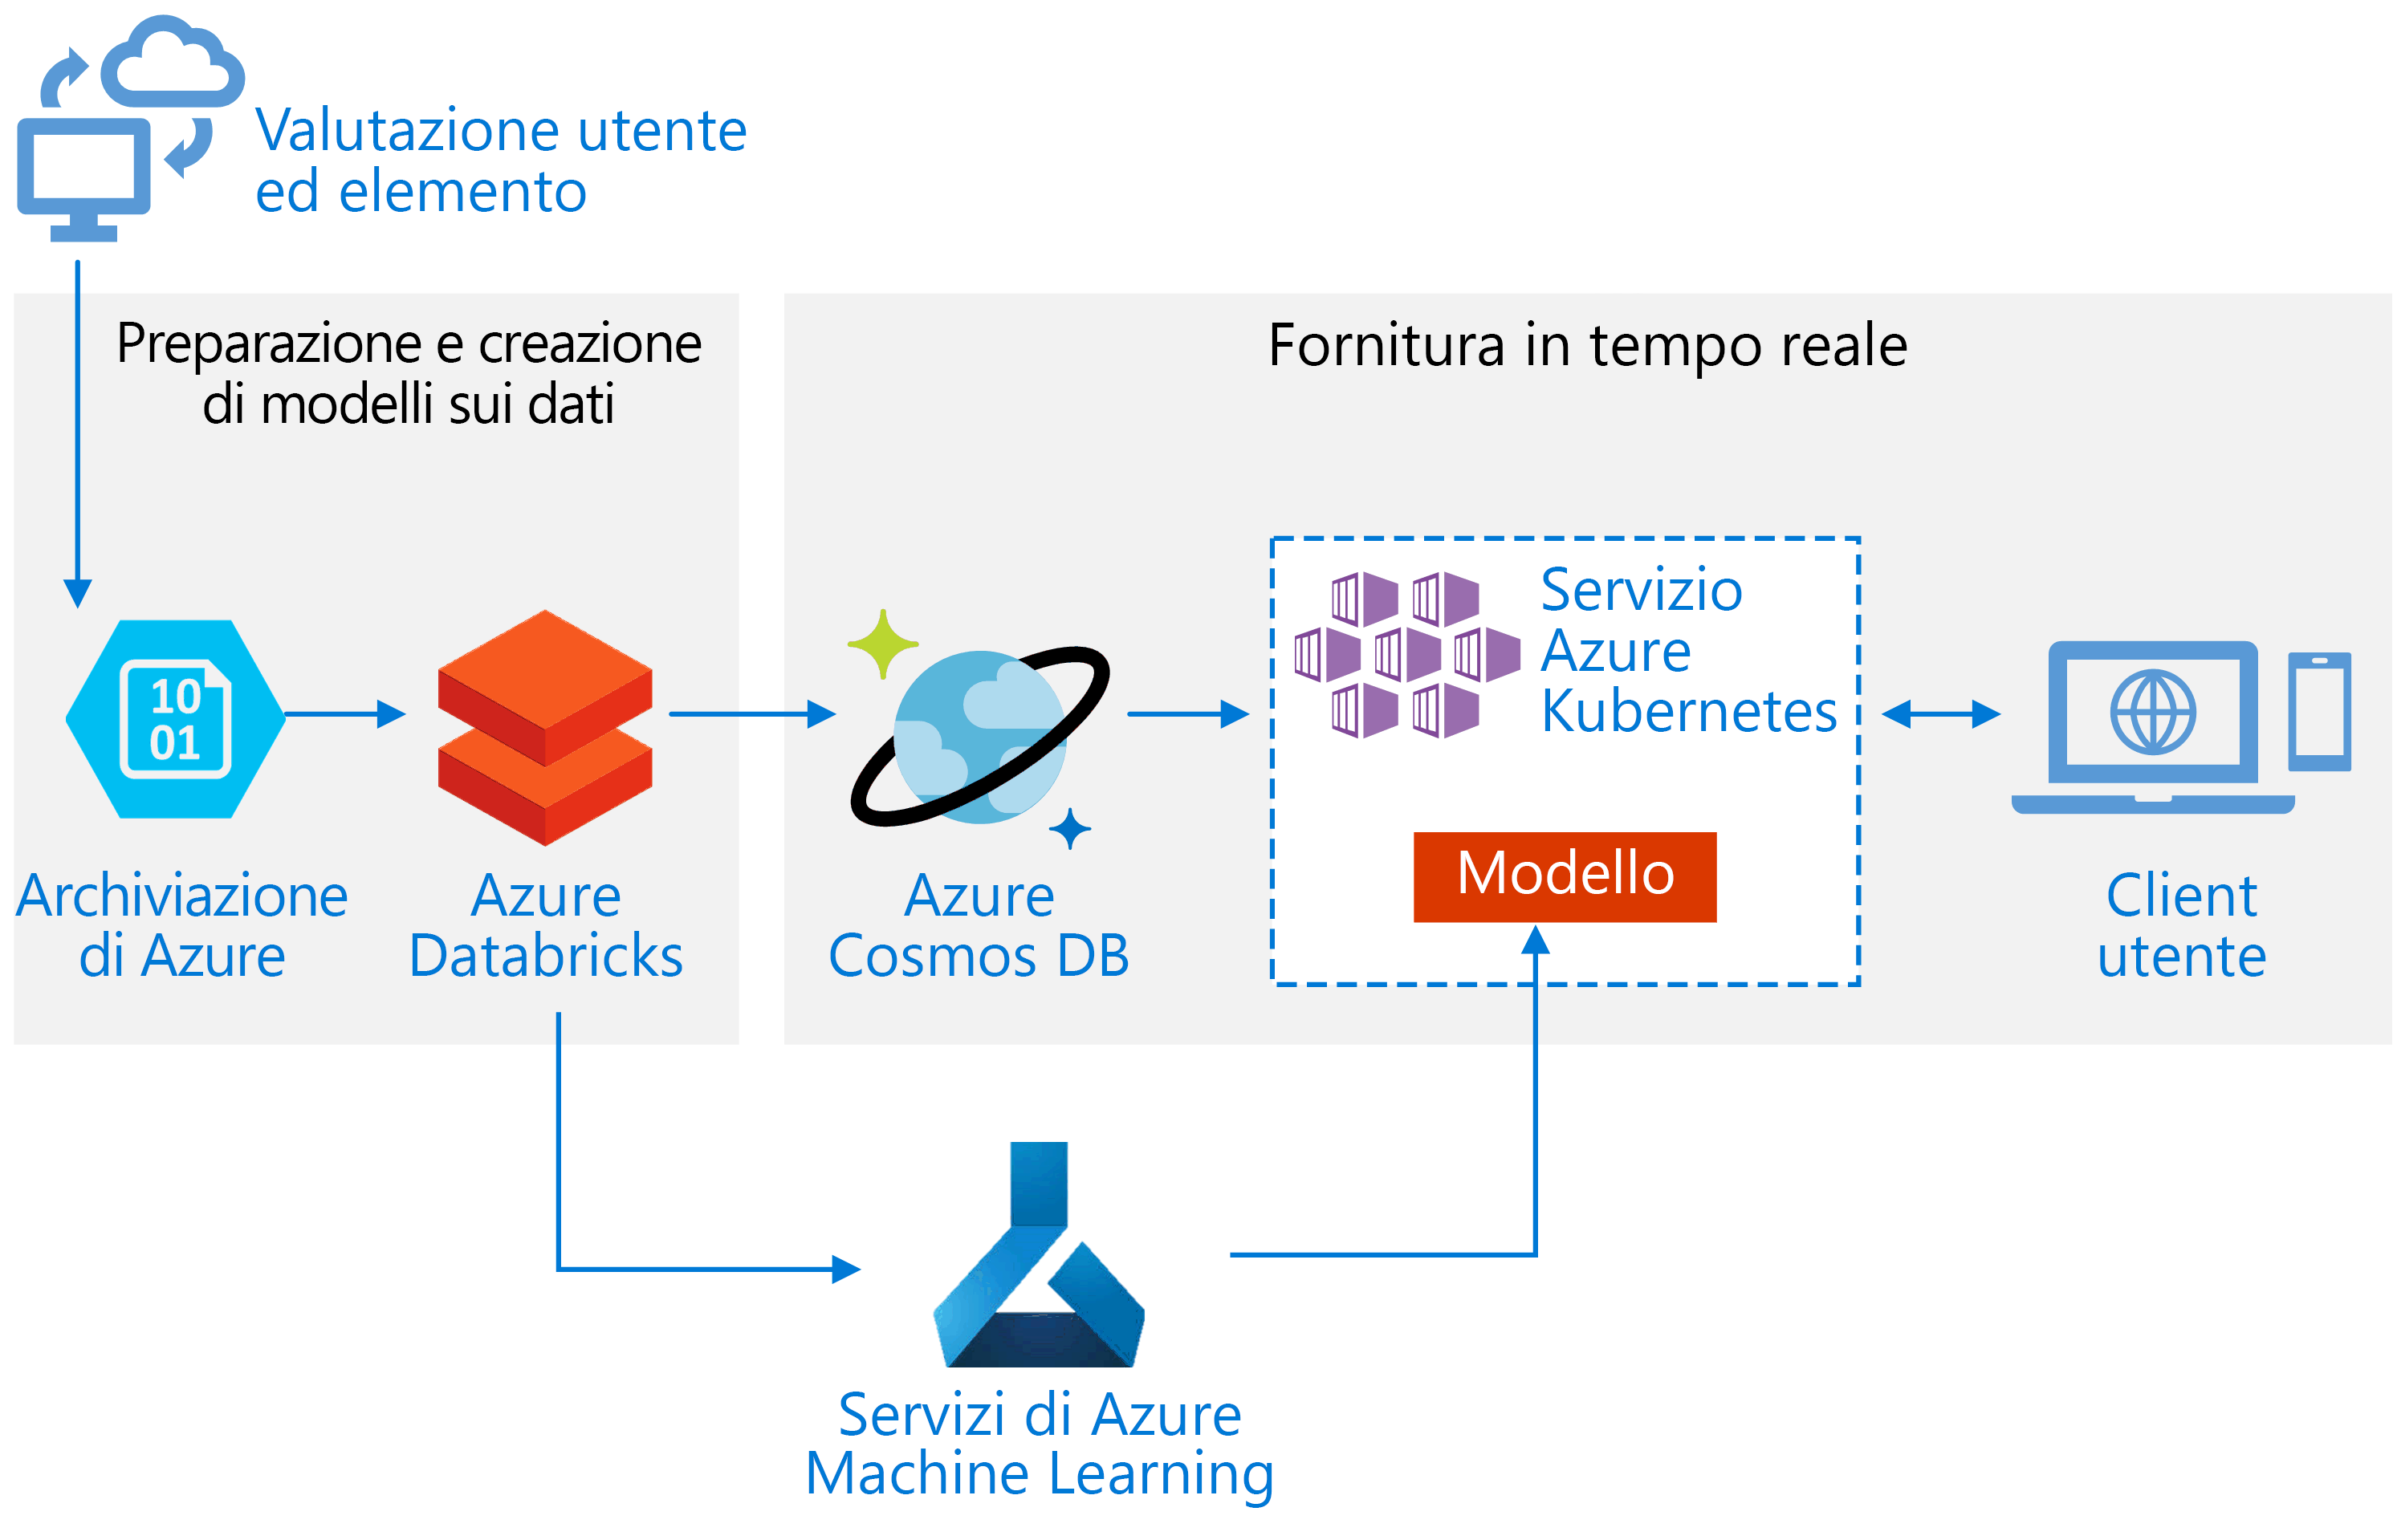 Valutazione utente
ed elemento
Preparazione e creazione
di modelli sui dati
Fornitura in tempo reale
10
01
Archiviazione
di Azure
Azure
Databricks
Azure
Cosmos DB
Servizio
Azure
Kubernetes
Modello
Client
utente
Servizi di Azure
Machine Learning